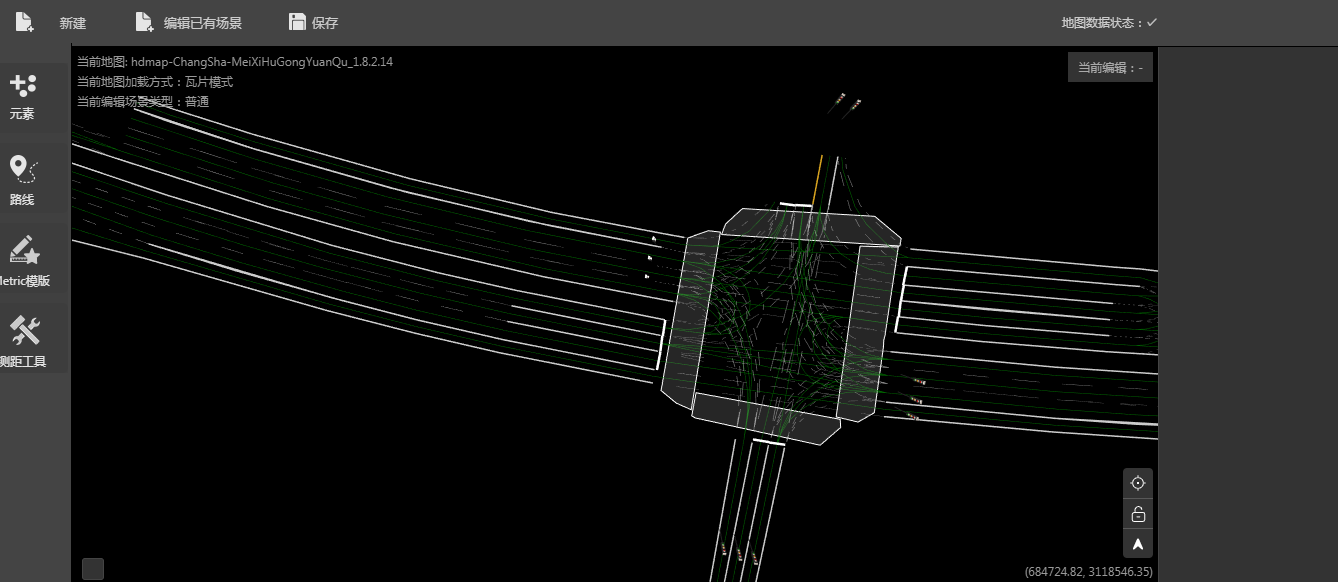 新建
编辑已有场景
保存
地图数据状态：
当前地图: hdmap-ChangSha-MeiXiHuGongYuanQu_1.8.2.14
当前地图加载方式：瓦片模式
当前编辑场景类型：普通
当前编辑：-
元素
路线
Metric模版
测距工具
(684724.82, 3118546.35)